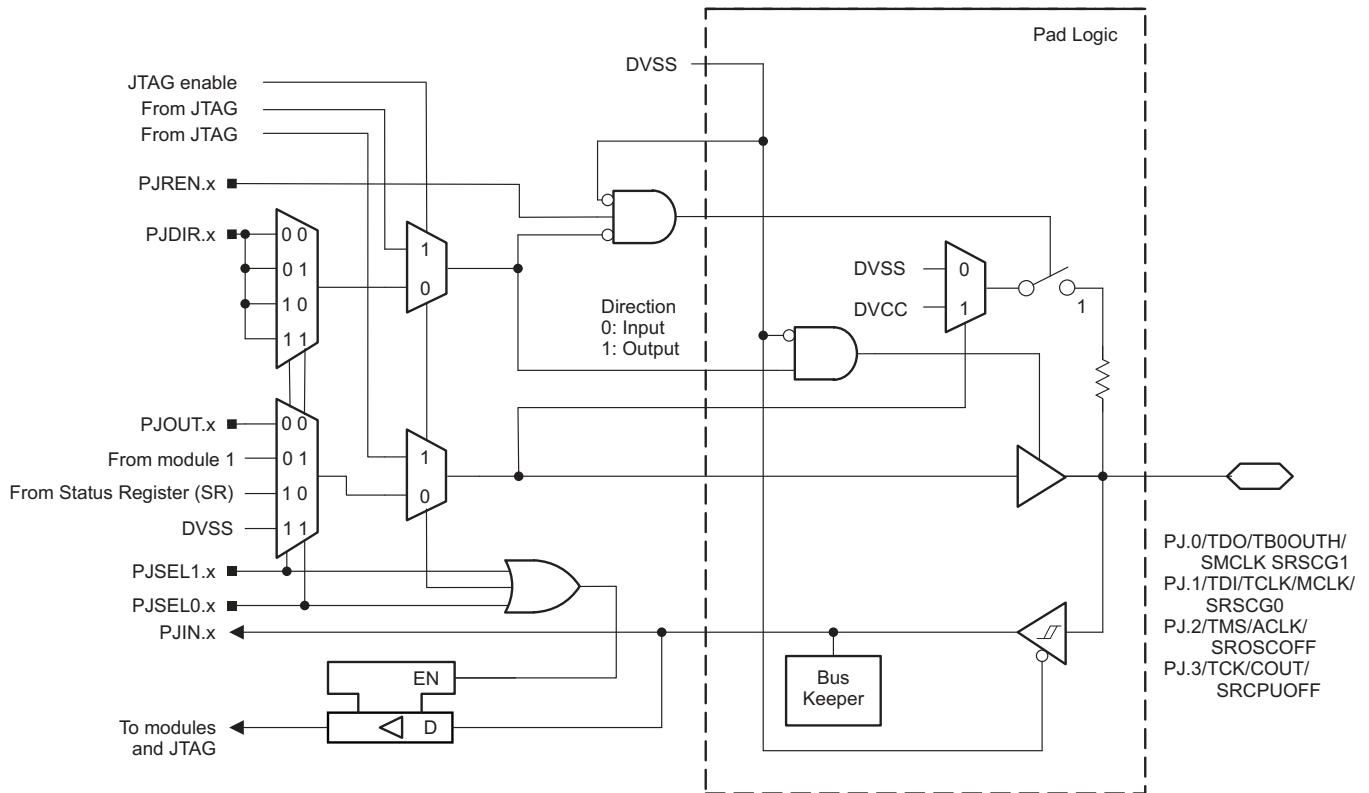 Pad Logic
DVSS
JTAG enable
From JTAG
From JTAG
PJREN.x
PJDIR.x
0 0
0 1
1 0
1 1
1
0
DVSS
DVCC
0
1
1
Direction
0: Input
1: Output
PJOUT.x
From module 1
From Status Register (SR)
DVSS
0 0
0 1
1 0
1 1
1
0
PJSEL1.x
PJSEL0.x
PJIN.x
EN
D
To modules
and JTAG
Bus
Keeper
PJ.0/TDO/TB0OUTH/
SMCLK SRSCG1
PJ.1/TDI/TCLK/MCLK/
SRSCG0
PJ.2/TMS/ACLK/
SROSCOFF
PJ.3/TCK/COUT/
SRCPUOFF